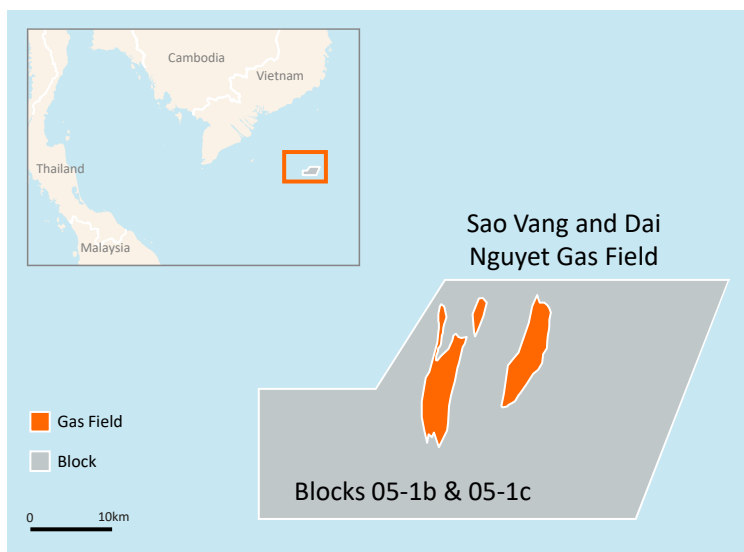 Cambodia
Vietnam
Thailand
Malaysia
Sao Vang and Dai
Nguyet Gas Field
Gas Field
Block
Blocks 05-1b & 05-1c
0 10km